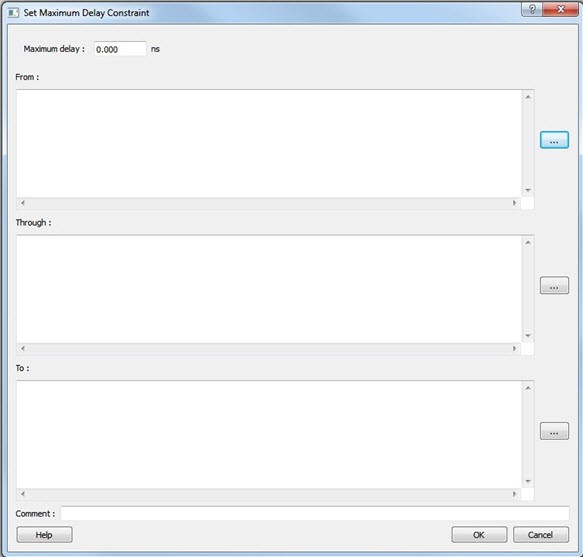 Set Maximum Delay Constraint
Maximum delay : 0.000 ns
From :
...
Through :
...
To :
...
Comment :
Help OK Cancel